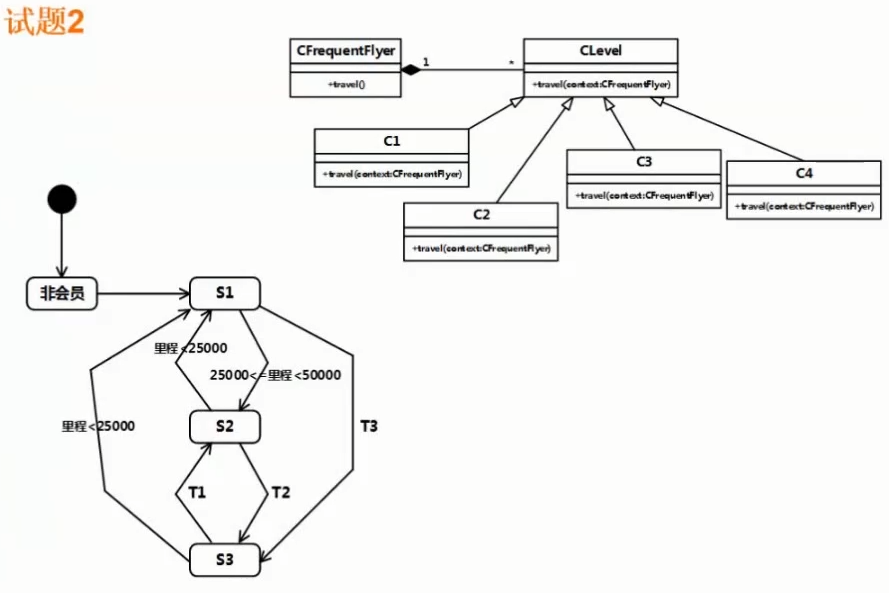 试题2
CFrequentFlyer
+travel()
1
*
CLevel
+travel(context:CFrequentFlyer)
C1
+travel(context:CFrequentFlyer)
C2
+travel(context:CFrequentFlyer)
C3
+travel(context:CFrequentFlyer)
C4
+travel(context:CFrequentFlyer)
非会员
S1
里程<25000
25000<=里程<50000
里程<25000
S2
T3
T1
T2
S3